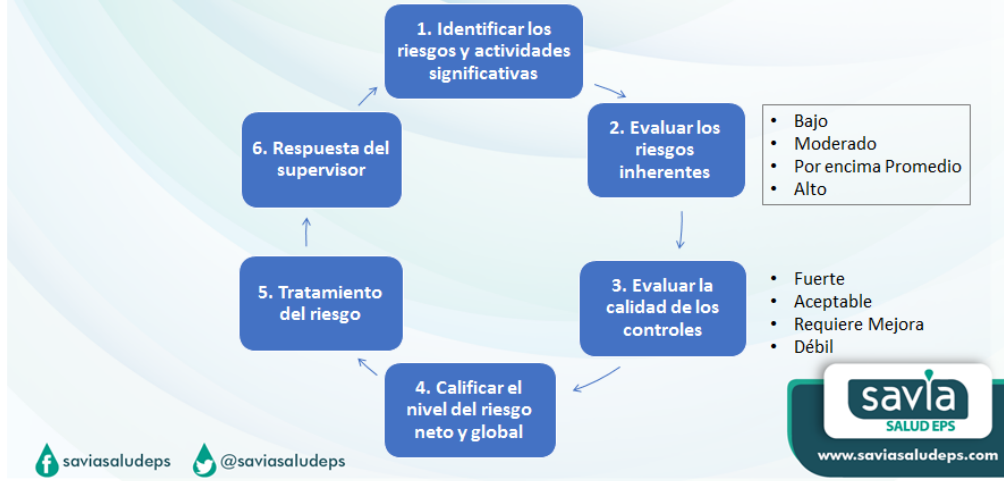 1. Identificar los
riesgos y actividades
significativas
2. Evaluar los
riesgos
inherentes
• Bajo
• Moderado
• Por encima Promedio
• Alto
3. Evaluar la
calidad de los
controles
• Fuerte
• Aceptable
• Requiere Mejora
• Débil
4. Calificar el
nivel del riesgo
neto y global
5. Tratamiento
del riesgo
6. Respuesta del
supervisor
saviasaludeps
@saviasaludeps
savia
SALUD EPS
www.saviasaludeps.com